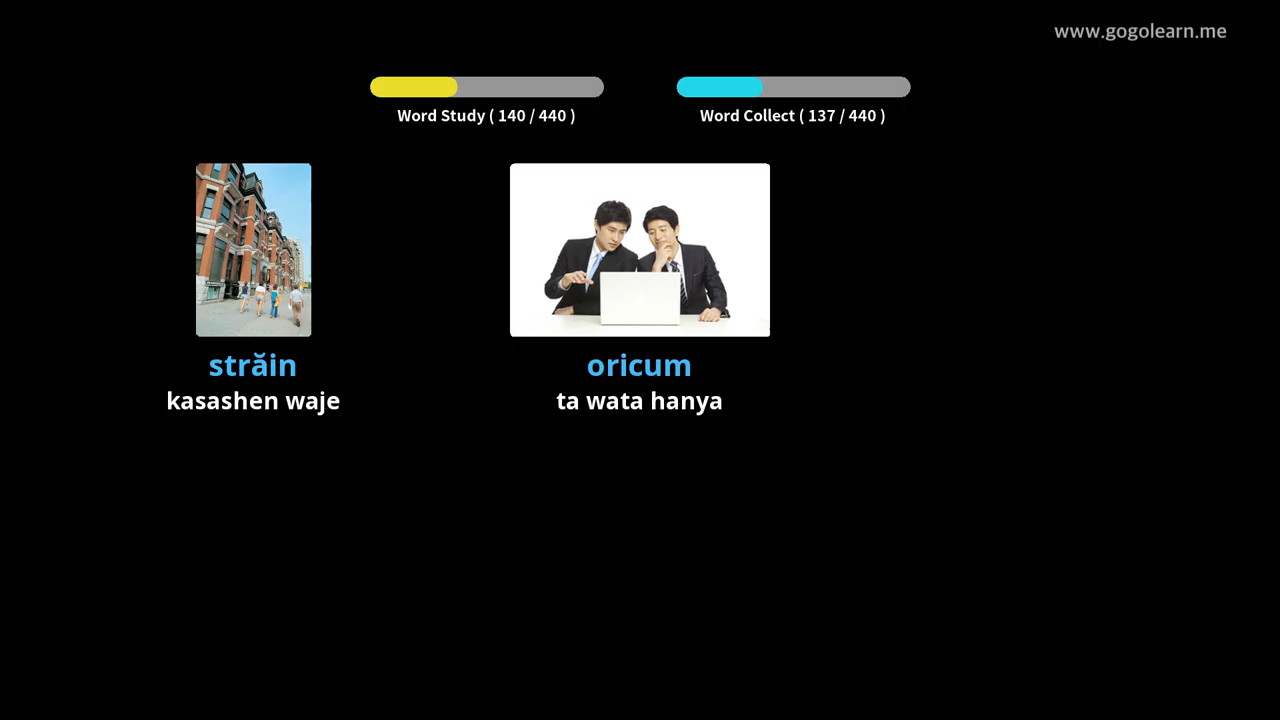 www.gogolearn.me
Word Study ( 140 / 440 )
Word Collect ( 137 / 440 )
străin
kasashen waje
oricum
ta wata hanya